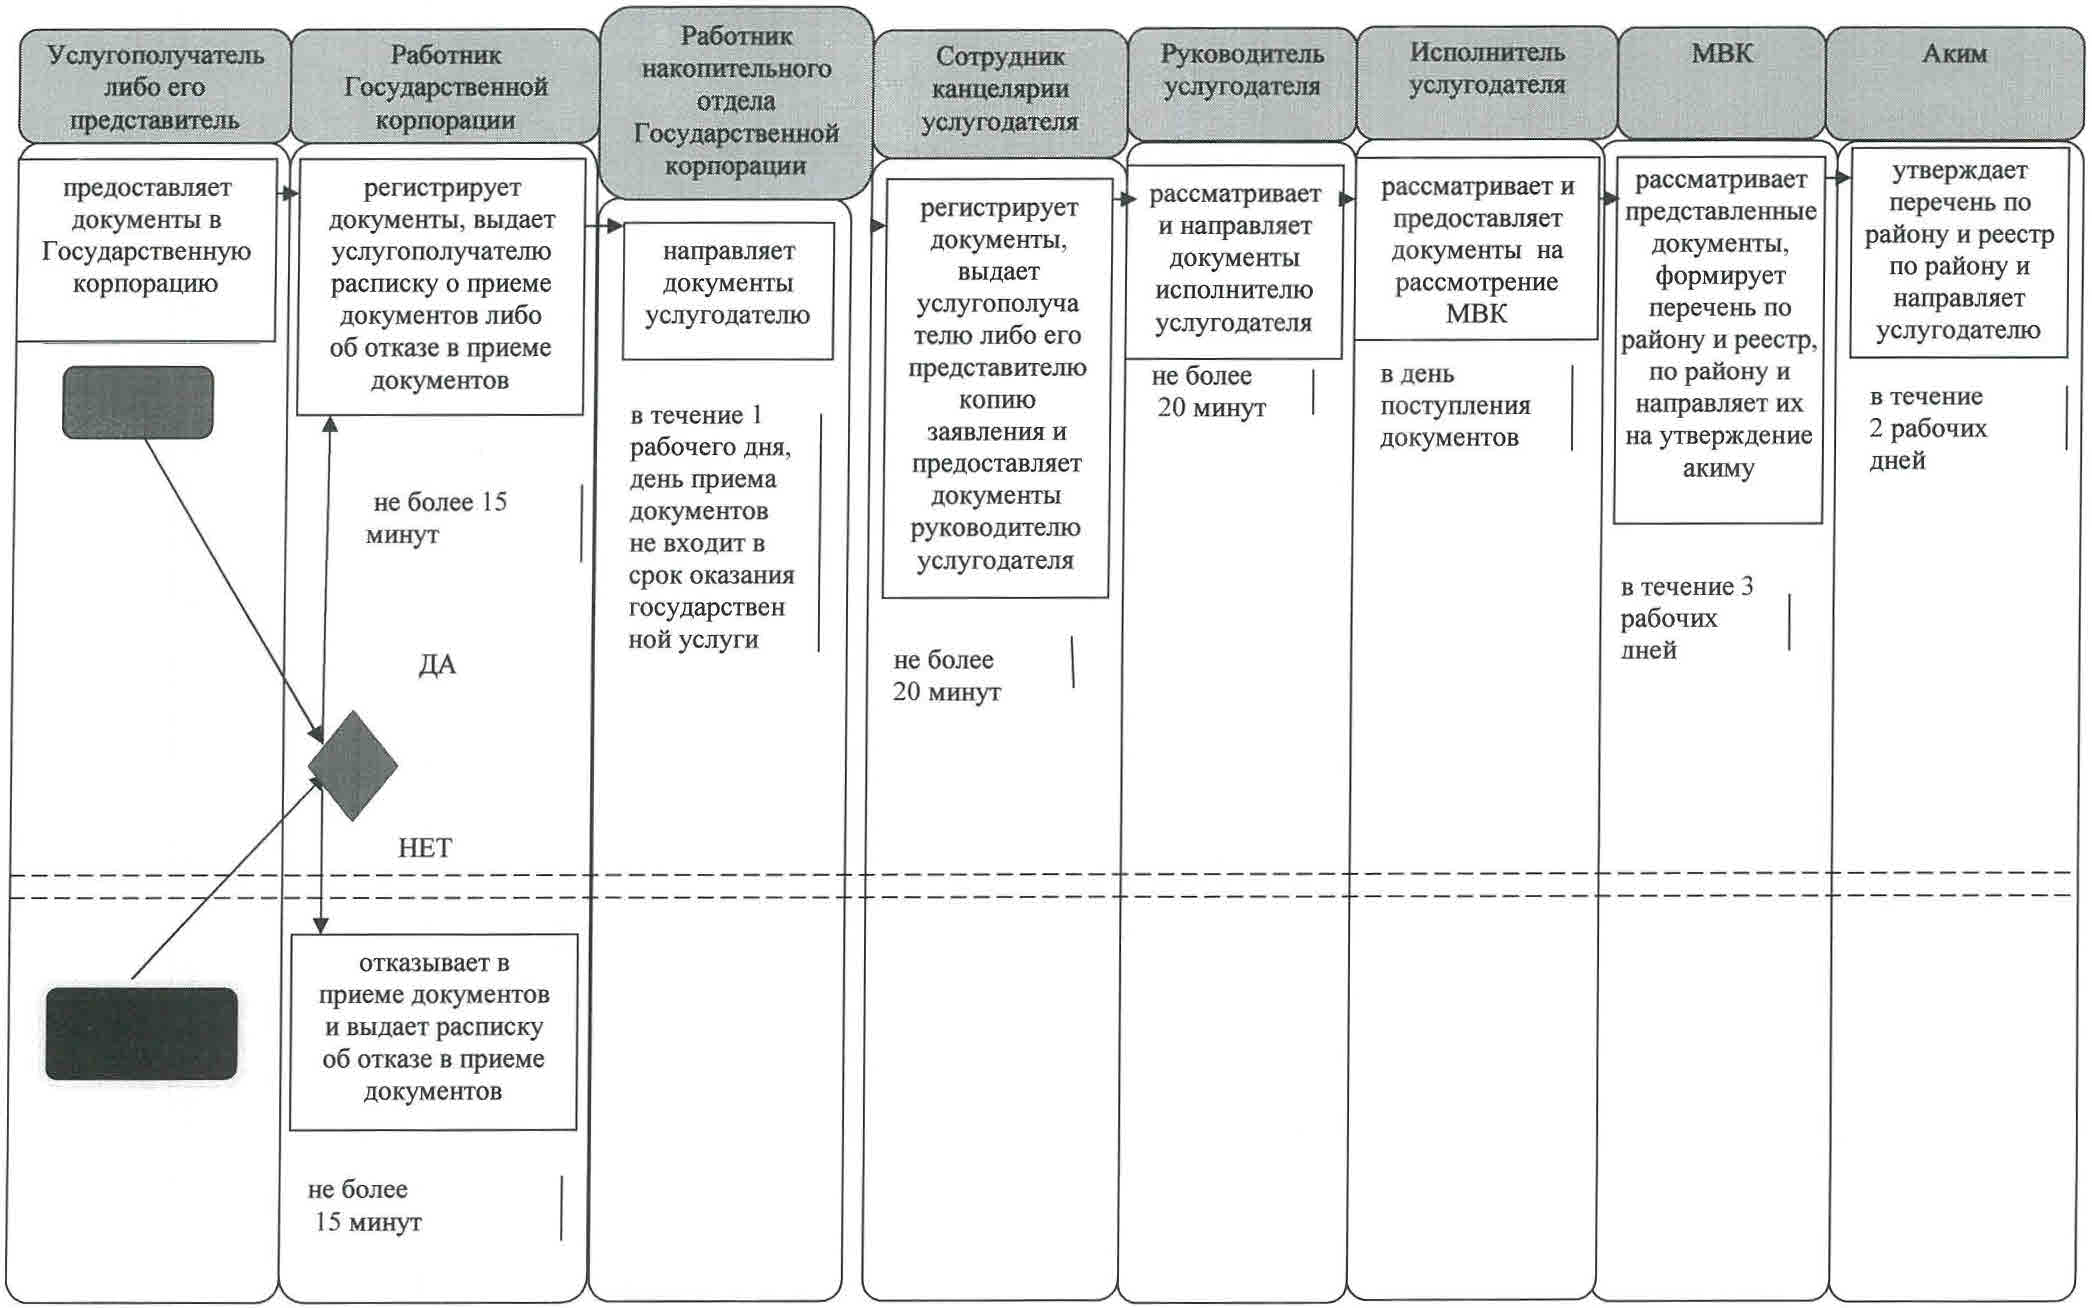 Услугополучатель
либо его
представитель
Работник
Государственной
корпорации
Работник
накопительного
отдела
Государственной
корпорации
Сотрудник
канцелярии
услугодателя
Руководитель
услугодателя
Исполнитель
услугодателя
МВК
Аким
предоставляет
документы в
Государственную
корпорацию
регистрирует
документы, выдает
услугополучателю
расписку о приеме
документов либо
об отказе в приеме
документов
не более 15
минут
ДА
НЕТ
отказывает в
приеме документов
и выдает расписку
об отказе в приеме
документов
не более
15 минут
направляет
документы
услугодателю
в течение 1
рабочего дня,
день приема
документов
не входит в
срок оказания
государствен
ной услуги
регистрирует
документы,
выдает
услугополуча
телю либо его
представителю
копию
заявления и
предоставляет
документы
руководителю
услугодателя
не более
20 минут
рассматривает
и направляет
документы
исполнителю
услугодателя
не более
20 минут
рассматривает и
предоставляет
документы на
рассмотрение
МВК
в день
поступления
документов
рассматривает
представленные
документы,
формирует
перечень по
району и реестр,
по району и
направляет их
на утверждение
акиму
в течение 3
рабочих
дней
утверждает
перечень по
району и реестр
по району и
направляет
услугодателю
в течение
2 рабочих
дней